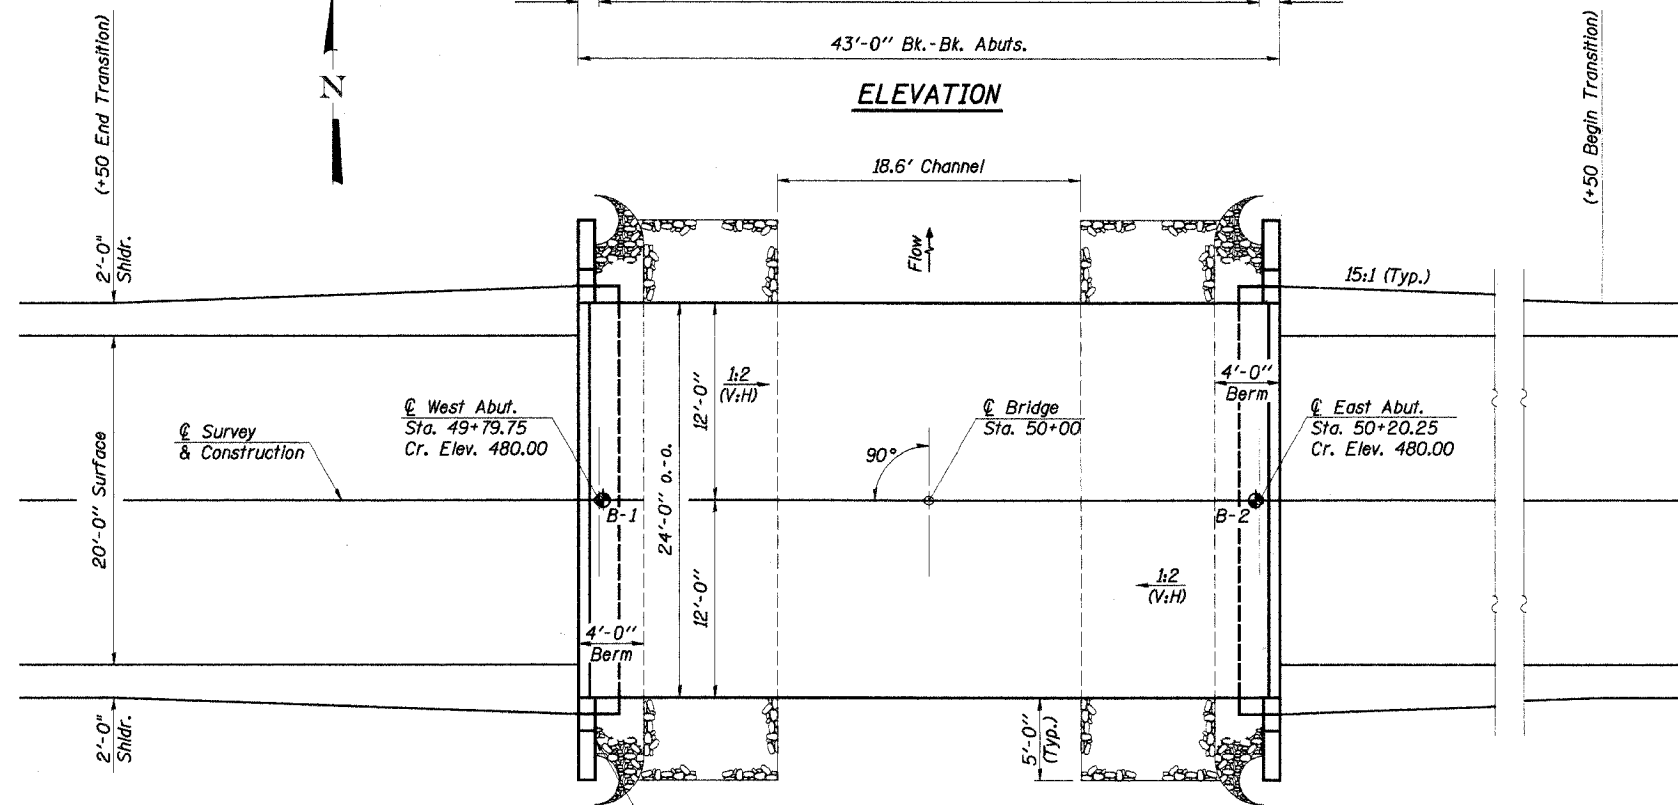 43'-0" Bk.-Bk. Abuts.
ELEVATION
(+50 End Transition)
N
(+50 Begin Transition)
18.6' Channel
2'-0"
Shldr.
Flow
15:1 (Typ.)
1:2
(V:H)
4'-0"
Berm
12'-0"
℄ West Abut.
Sta. 49+79.75
Cr. Elev. 480.00
℄ Bridge
Sta. 50+00
℄ East Abut.
Sta. 50+20.25
Cr. Elev. 480.00
℄ Survey
& Construction
90°
20'-0" Surface
24'-0" o.-o.
B-1
B-2
12'-0"
1:2
(V:H)
4'-0"
Berm
2'-0"
Shldr.
5'-0"
(Typ.)